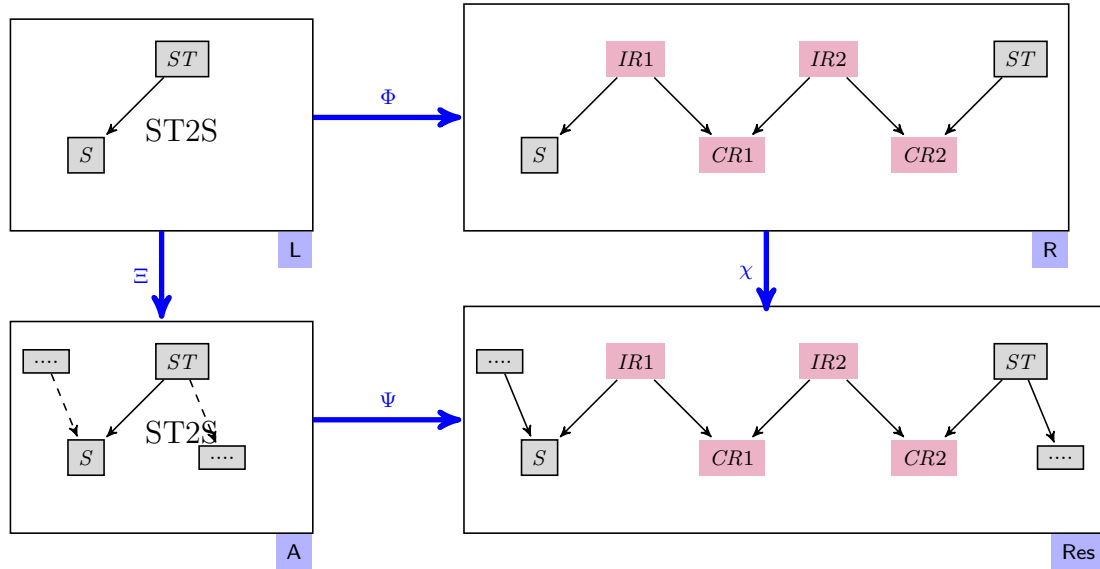 ST
ST2S
S
L
Φ
IR1
IR2
ST
S
CR1
CR2
R
Ξ
χ
....
ST
ST2S
S
....
A
Ψ
....
IR1
IR2
ST
S
CR1
CR2
....
Res